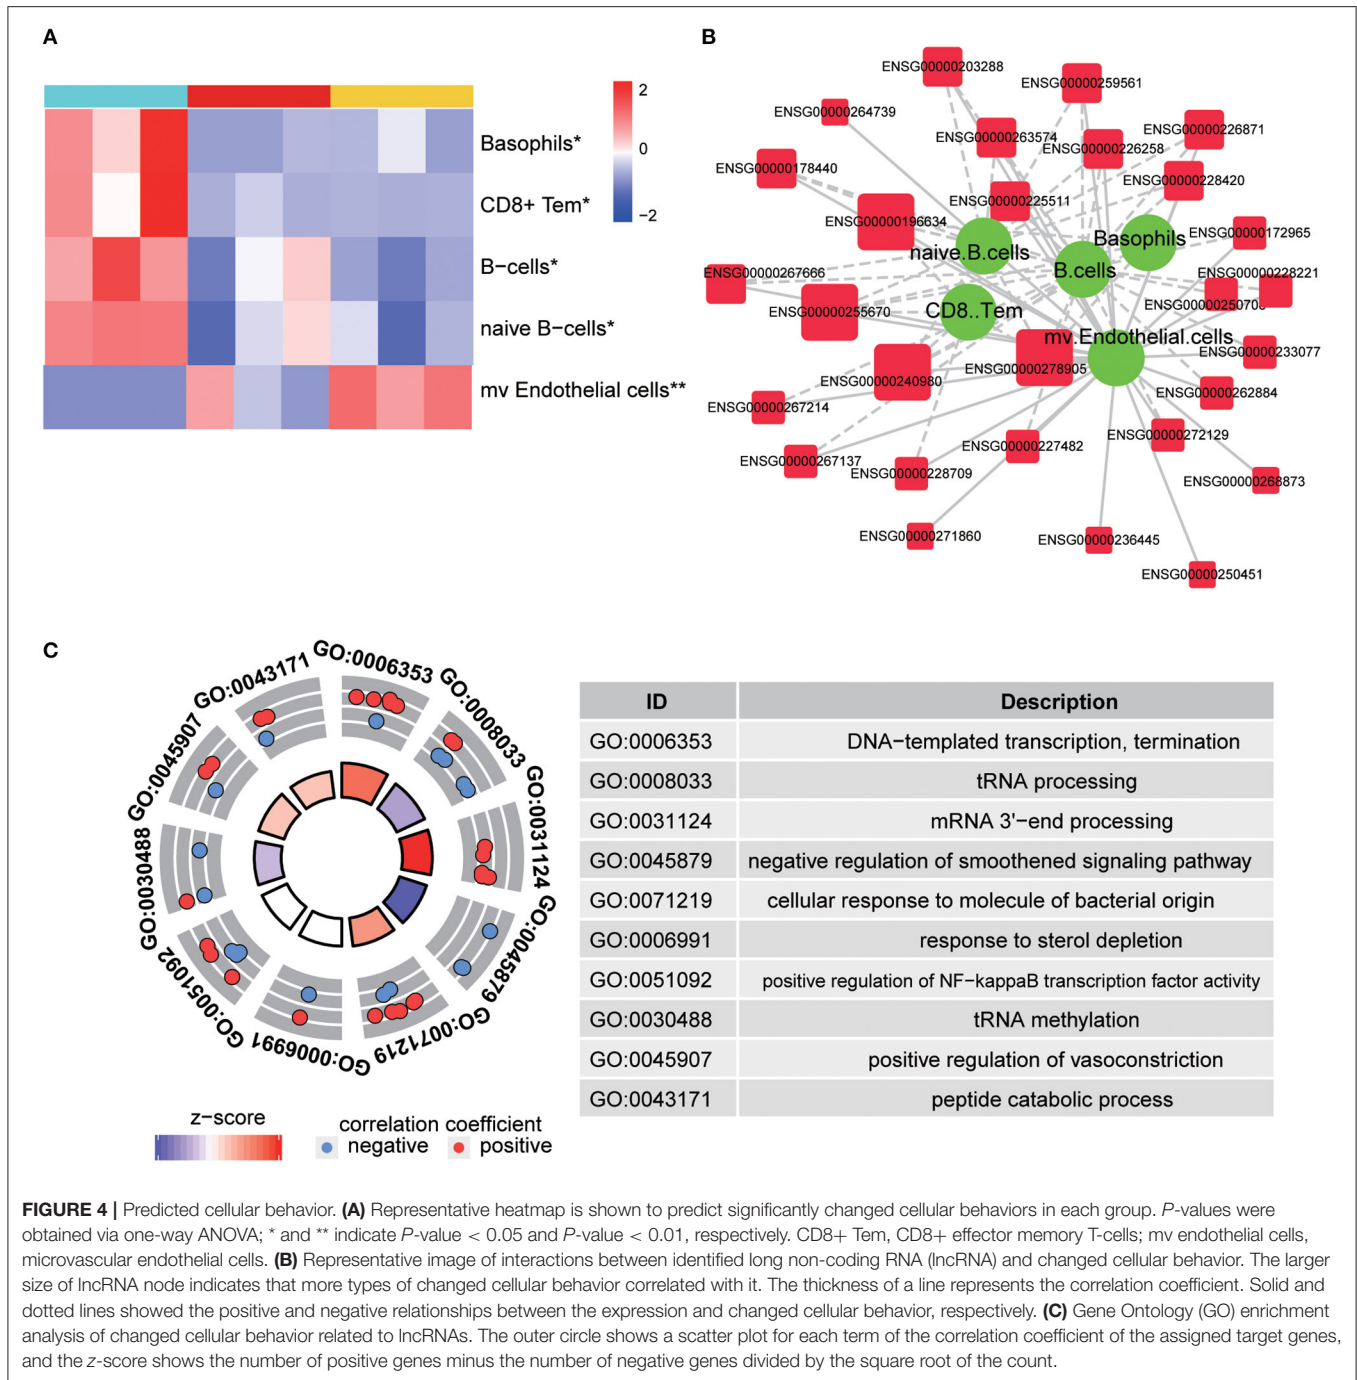 A
2
0
−2
Basophils*
CD8+ Tem*
B-cells*
naive B-cells*
mv Endothelial cells**
B
ENSG00000203288
ENSG00000259561
ENSG00000264739
ENSG00000263574
ENSG00000226871
ENSG00000226258
ENSG00000178440
ENSG00000228420
ENSG00000225511
ENSG00000196634
ENSG00000172965
Basophils
naive.B.cells
B.cells
ENSG00000267666
ENSG00000228221
ENSG00000255670
CD8..Tem
mv.Endothelial.cells
ENSG00000233077
ENSG00000278905
ENSG00000240980
ENSG00000262884
ENSG00000267214
ENSG00000272129
ENSG00000227482
ENSG00000267137
ENSG00000228709
ENSG00000268873
ENSG00000271860
ENSG00000236445
ENSG00000250451
C
GO:0006353
GO:0008033
GO:0031124
GO:0045879
GO:0071219
GO:0006991
GO:0051092
GO:0030488
GO:0045907
GO:0043171
z−score
correlation coefficient
negative positive
ID Description
GO:0006353 DNA−templated transcription, termination
GO:0008033 tRNA processing
GO:0031124 mRNA 3'−end processing
GO:0045879 negative regulation of smoothened signaling pathway
GO:0071219 cellular response to molecule of bacterial origin
GO:0006991 response to sterol depletion
GO:0051092 positive regulation of NF−kappaB transcription factor activity
GO:0030488 tRNA methylation
GO:0045907 positive regulation of vasoconstriction
GO:0043171 peptide catabolic process
FIGURE 4 | Predicted cellular behavior. (A) Representative heatmap is shown to predict significantly changed cellular behaviors in each group. P-values were
obtained via one-way ANOVA; * and ** indicate P-value < 0.05 and P-value < 0.01, respectively. CD8+ Tem, CD8+ effector memory T-cells; mv endothelial cells,
microvascular endothelial cells. (B) Representative image of interactions between identified long non-coding RNA (lncRNA) and changed cellular behavior. The larger
size of lncRNA node indicates that more types of changed cellular behavior correlated with it. The thickness of a line represents the correlation coefficient. Solid and
dotted lines showed the positive and negative relationships between the expression and changed cellular behavior, respectively. (C) Gene Ontology (GO) enrichment
analysis of changed cellular behavior related to lncRNAs. The outer circle shows a scatter plot for each term of the correlation coefficient of the assigned target genes,
and the z-score shows the number of positive genes minus the number of negative genes divided by the square root of the count.